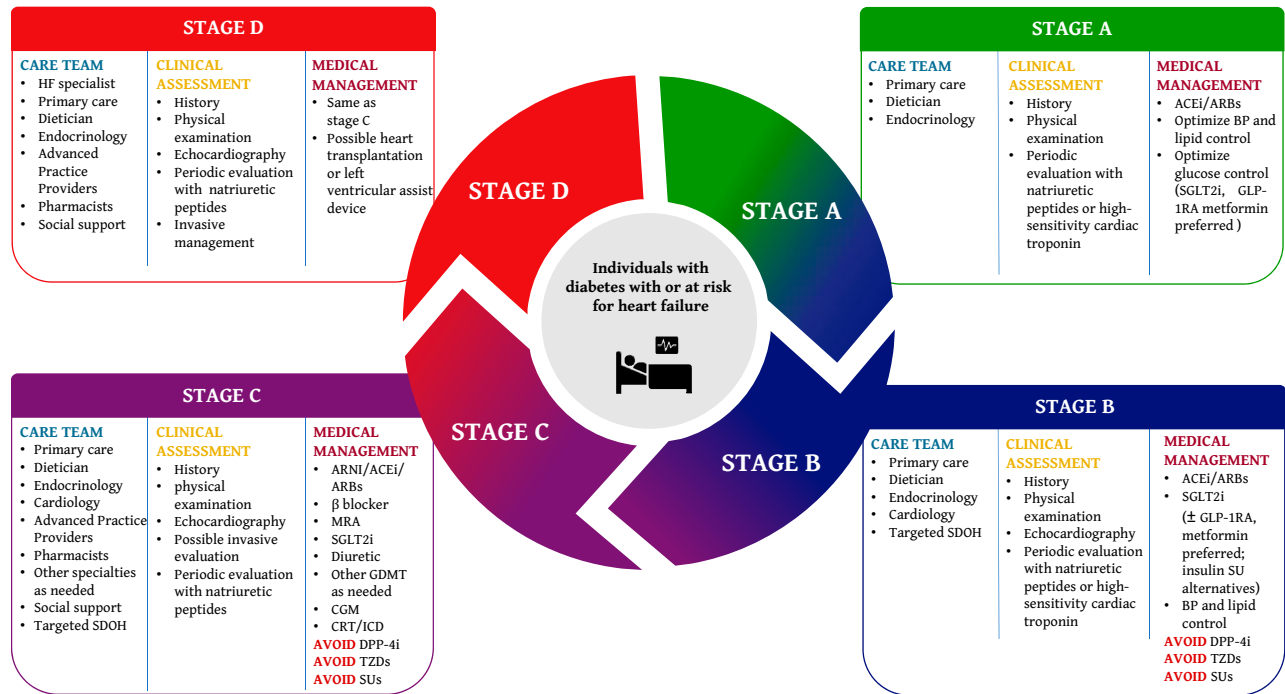 STAGE D
CARE TEAM
• HF specialist
• Primary care
• Dietician
• Endocrinology
• Advanced
Practice
Providers
• Pharmacists
• Social support
CLINICAL
ASSESSMENT
• History
• Physical
examination
• Echocardiography
• Periodic evaluation
with natriuretic
peptides
• Invasive
management
MEDICAL
MANAGEMENT
• Same as
stage C
• Possible heart
transplantation
or left
ventricular assist
device
STAGE A
CARE TEAM
• Primary care
• Dietician
• Endocrinology
CLINICAL
ASSESSMENT
• History
• Physical
examination
• Periodic
evaluation with
natriuretic
peptides or high-
sensitivity cardiac
troponin
MEDICAL
MANAGEMENT
• ACEi/ARBs
• Optimize BP and
lipid control
• Optimize
glucose control
(SGLT2i, GLP-
1RA metformin
preferred )
STAGE D
STAGE A
Individuals with
diabetes with or at risk
for heart failure
STAGE C
STAGE B
STAGE C
CARE TEAM
• Primary care
• Dietician
• Endocrinology
• Cardiology
• Advanced Practice
Providers
• Pharmacists
• Other specialties
as needed
• Social support
• Targeted SDOH
CLINICAL
ASSESSMENT
• History
• physical
examination
• Echocardiography
• Possible invasive
evaluation
• Periodic evaluation
with natriuretic
peptides
MEDICAL
MANAGEMENT
• ARNI/ACEi/
ARBs
• β blocker
• MRA
• SGLT2i
• Diuretic
• Other GDMT
as needed
• CGM
• CRT/ICD
AVOID DPP-4i
AVOID TZDs
AVOID SUs
STAGE B
CARE TEAM
• Primary care
• Dietician
• Endocrinology
• Cardiology
• Targeted SDOH
CLINICAL
ASSESSMENT
• History
• Physical
examination
• Echocardiography
• Periodic evaluation
with natriuretic
peptides or high-
sensitivity cardiac
troponin
MEDICAL
MANAGEMENT
• ACEi/ARBs
• SGLT2i
(± GLP-1RA,
metformin
preferred;
insulin SU
alternatives)
• BP and lipid
control
AVOID DPP-4i
AVOID TZDs
AVOID SUs